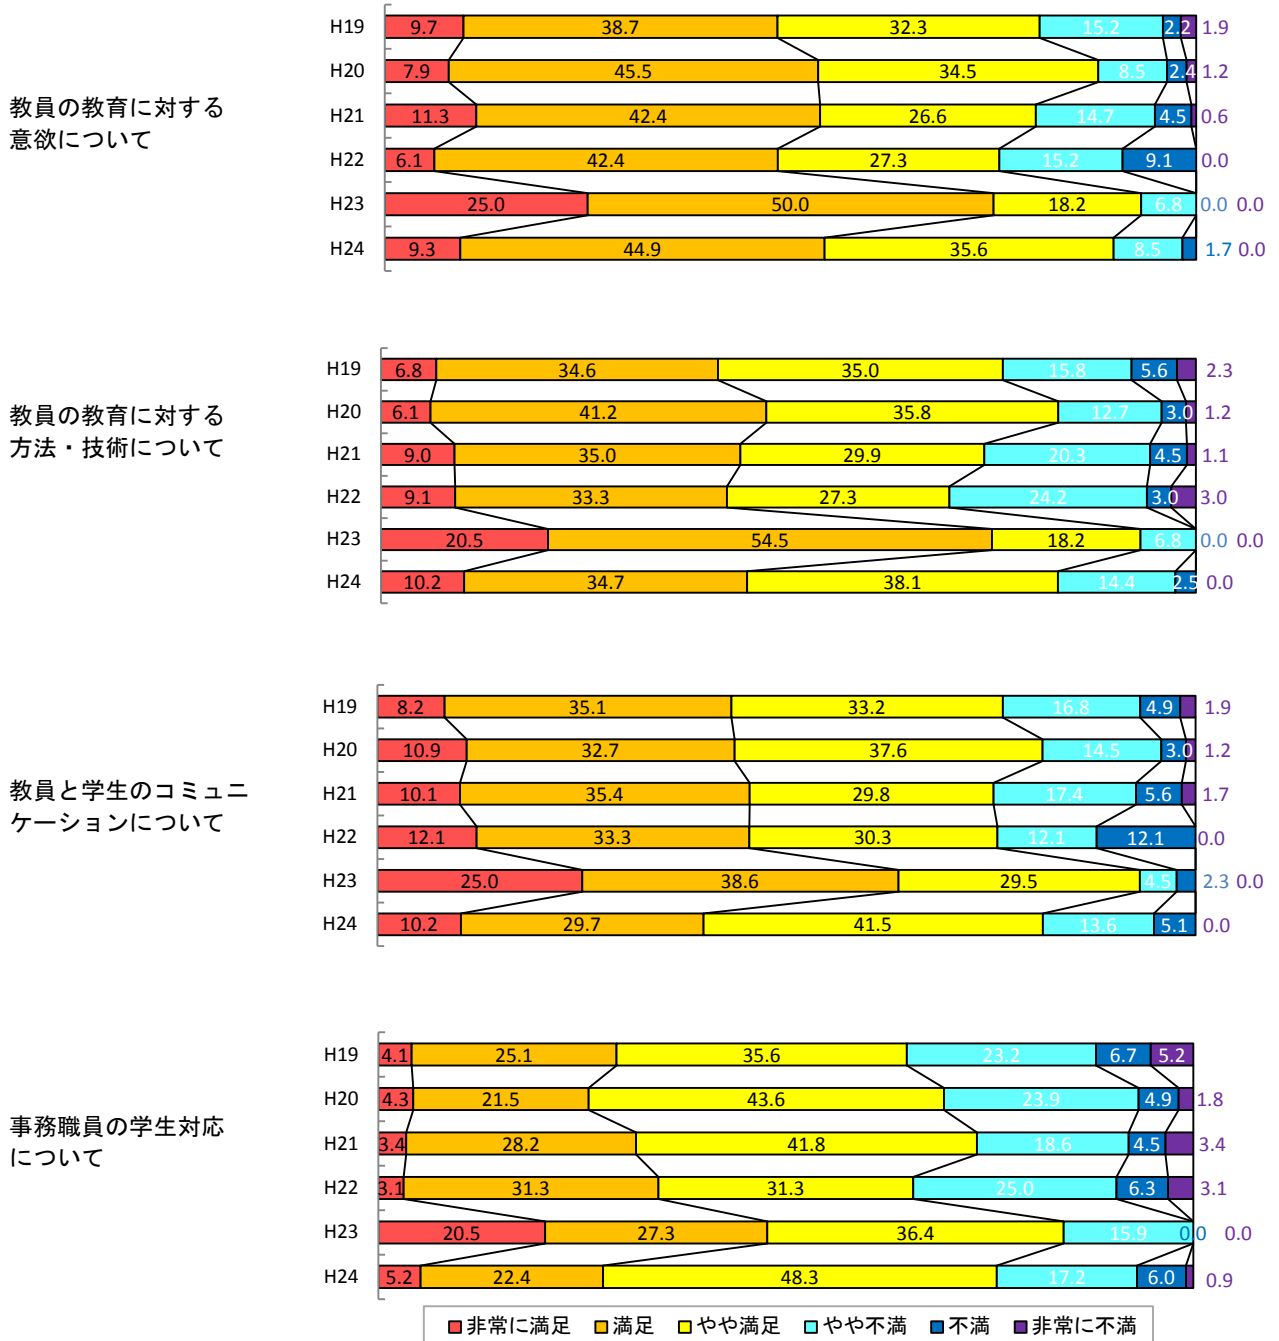 H19 9.7 38.7 32.3 15.2 2.2 1.9
H20 7.9 45.5 34.5 8.5 2.4 1.2
教員の教育に対する
意欲について
H21 11.3 42.4 26.6 14.7 4.5 0.6
H22 6.1 42.4 27.3 15.2 9.1 0.0
H23 25.0 50.0 18.2 6.8 0.0 0.0
H24 9.3 44.9 35.6 8.5 1.7 0.0
H19 6.8 34.6 35.0 15.8 5.6 2.3
H20 6.1 41.2 35.8 12.7 3.0 1.2
教員の教育に対する
方法・技術について
H21 9.0 35.0 29.9 20.3 4.5 1.1
H22 9.1 33.3 27.3 24.2 3.0 3.0
H23 20.5 54.5 18.2 6.8 0.0 0.0
H24 10.2 34.7 38.1 14.4 2.5 0.0
H19 8.2 35.1 33.2 16.8 4.9 1.9
H20 10.9 32.7 37.6 14.5 3.0 1.2
教員と学生のコミュニ
ケーションについて
H21 10.1 35.4 29.8 17.4 5.6 1.7
H22 12.1 33.3 30.3 12.1 12.1 0.0
H23 25.0 38.6 29.5 4.5 2.3 0.0
H24 10.2 29.7 41.5 13.6 5.1 0.0
H19 4.1 25.1 35.6 23.2 6.7 5.2
H20 4.3 21.5 43.6 23.9 4.9 1.8
事務職員の学生対応
について
H21 3.4 28.2 41.8 18.6 4.5 3.4
H22 3.1 31.3 31.3 25.0 6.3 3.1
H23 20.5 27.3 36.4 15.9 0.0 0.0
H24 5.2 22.4 48.3 17.2 6.0 0.9
非常に満足 満足 やや満足 やや不満 不満 非常に不満